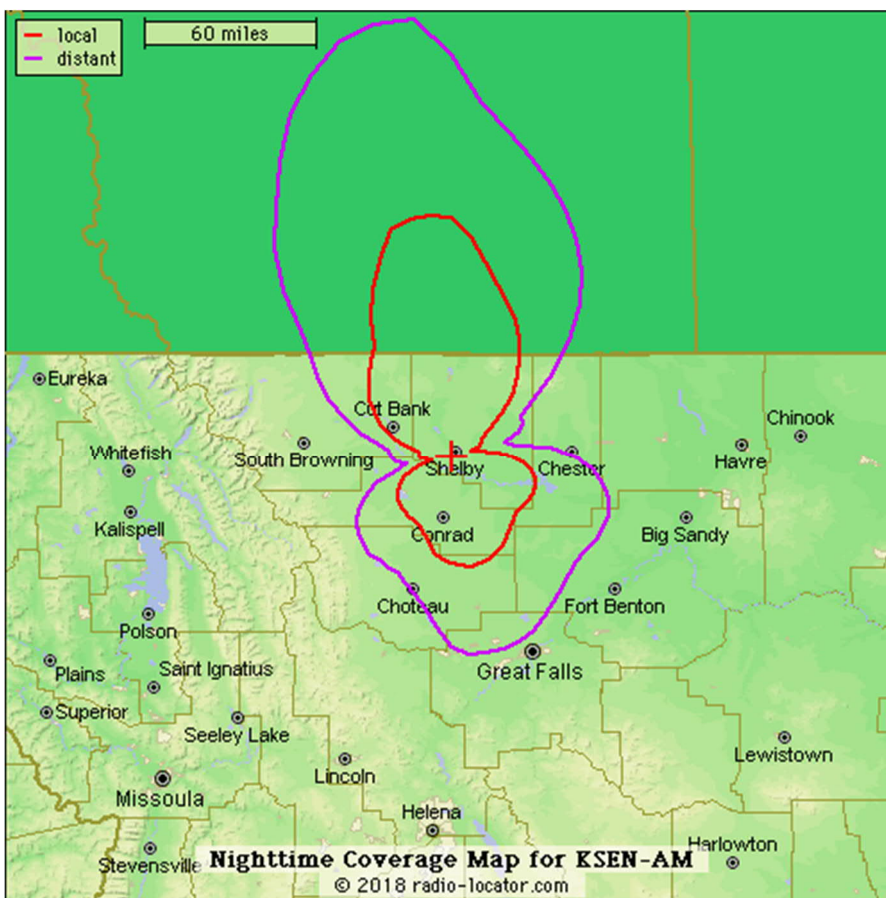 local
60 miles
distant
Eureka
Cut Bank
Chinook
Whitefish
South Browning
Shelby
Chester
Havre
Kalispell
Conrad
Big Sandy
Choteau
Fort Benton
Polson
Plains
Saint Ignatius
Great Falls
Superior
Seeley Lake
Lewistown
Lincoln
Missoula
Helena
Harlowton
Stevensville
Nighttime Coverage Map for KSEN-AM
© 2018 radio-locator.com